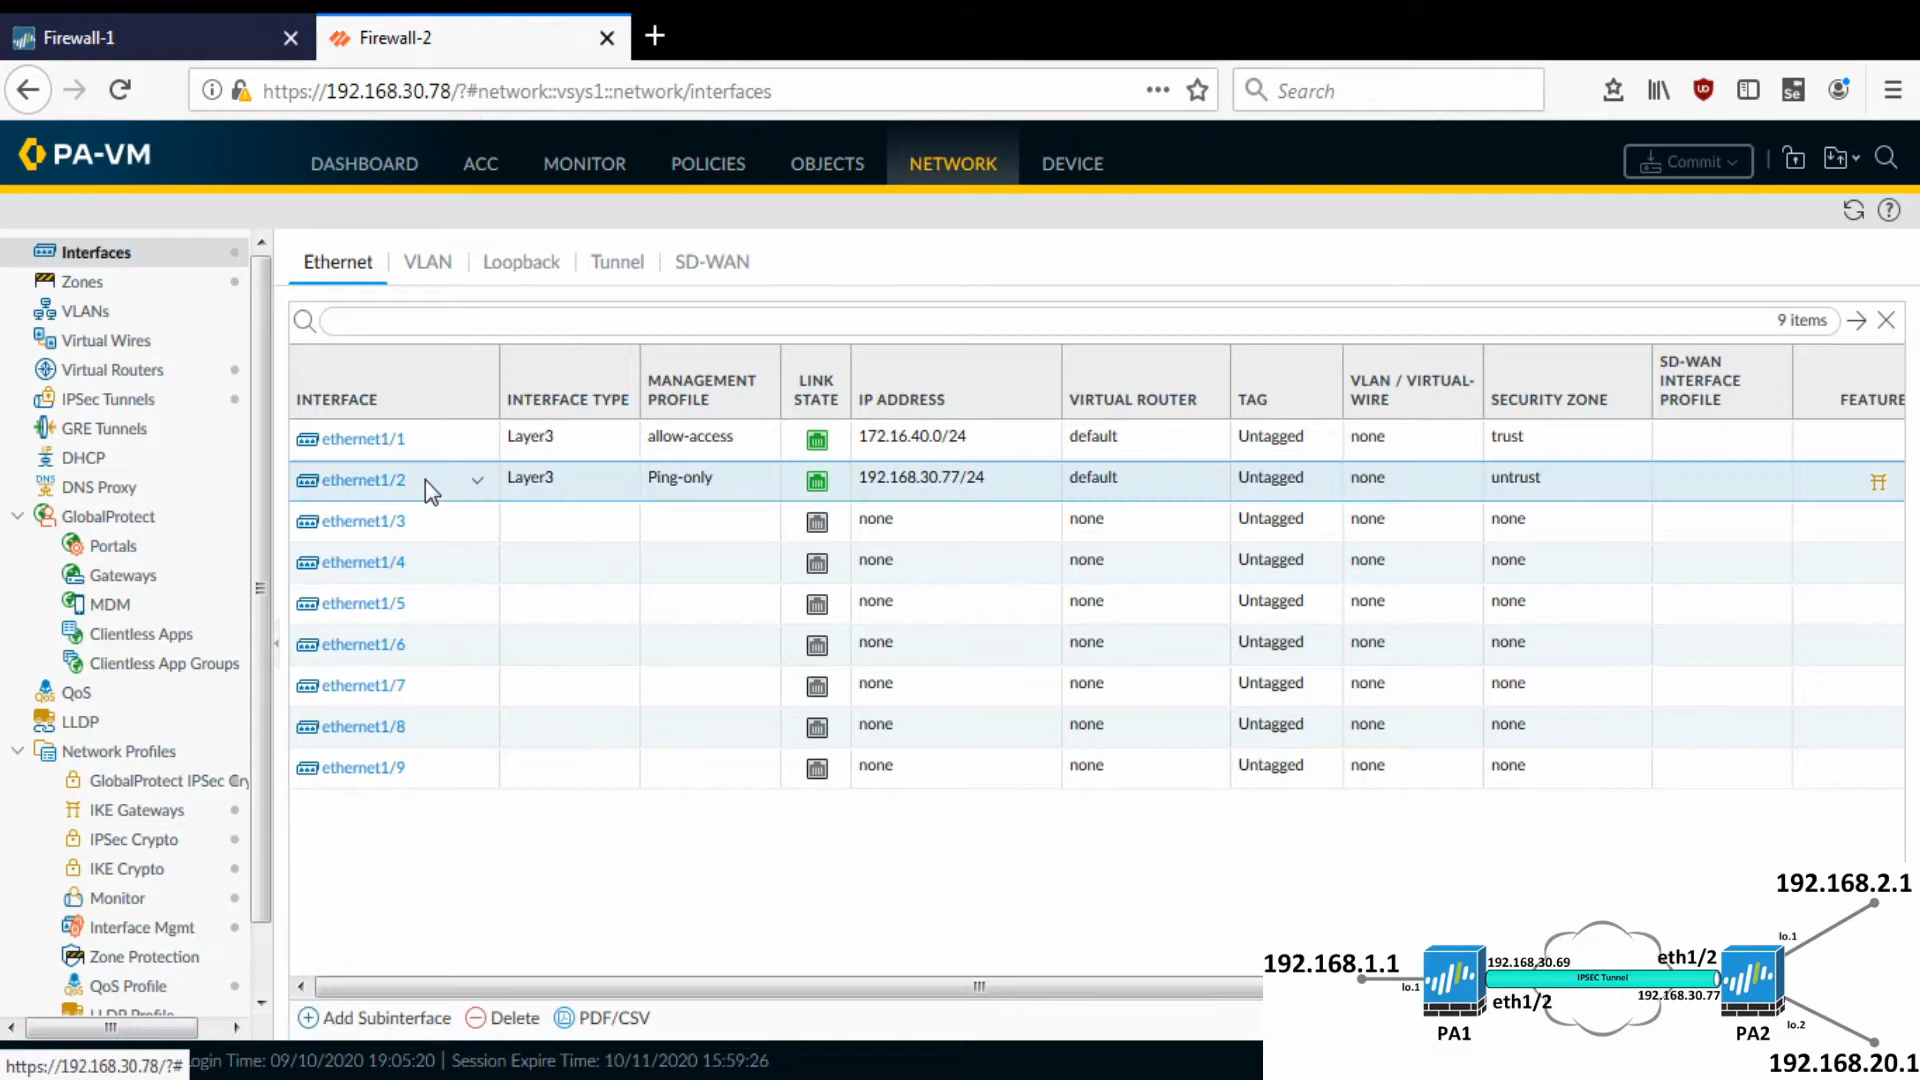 Firewall-1
Firewall-2
https://192.168.30.78/?#network::vsys1::network/interfaces
Search
PA-VM
DASHBOARD ACC MONITOR POLICIES OBJECTS NETWORK DEVICE
Commit
Interfaces
Zones
VLANs
Virtual Wires
Virtual Routers
IPSec Tunnels
GRE Tunnels
DHCP
DNS Proxy
GlobalProtect
Portals
Gateways
MDM
Clientless Apps
Clientless App Groups
QoS
LLDP
Network Profiles
GlobalProtect IPSec Cry
IKE Gateways
IPSec Crypto
IKE Crypto
Monitor
Interface Mgmt
Zone Protection
QoS Profile
LLDP Profile
Ethernet VLAN Loopback Tunnel SD-WAN
9 items
INTERFACE INTERFACE TYPE MANAGEMENT PROFILE LINK STATE IP ADDRESS VIRTUAL ROUTER TAG VLAN / VIRTUAL-WIRE SECURITY ZONE SD-WAN INTERFACE PROFILE FEATURE
ethernet1/1 Layer3 allow-access 172.16.40.0/24 default Untagged none trust
ethernet1/2 Layer3 Ping-only 192.168.30.77/24 default Untagged none untrust
ethernet1/3 none none Untagged none none
ethernet1/4 none none Untagged none none
ethernet1/5 none none Untagged none none
ethernet1/6 none none Untagged none none
ethernet1/7 none none Untagged none none
ethernet1/8 none none Untagged none none
ethernet1/9 none none Untagged none none
Add Subinterface Delete PDF/CSV
https://192.168.30.78/?#
ogin Time: 09/10/2020 19:05:20 | Session Expire Time: 10/11/2020 15:59:26
192.168.2.1
lo.1
192.168.1.1
lo.1
192.168.30.69
eth1/2
IPSEC Tunnel
eth1/2
192.168.30.77
PA1
PA2
lo.2
192.168.20.1